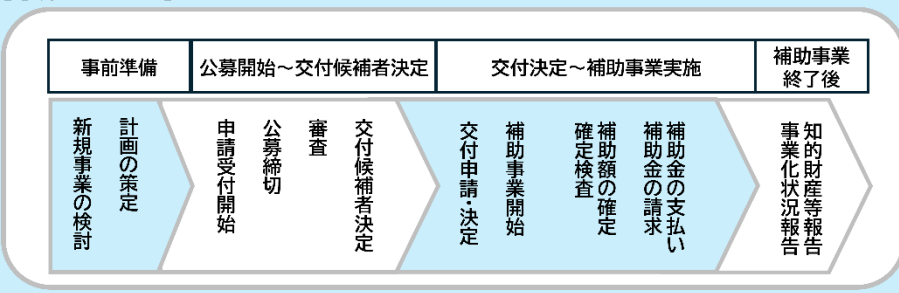 事前準備
公募開始～交付候補者決定
交付決定～補助事業実施
補助事業
終了後
新規事業の検討
計画の策定
申請受付開始
公募締切
審査
交付候補者決定
交付申請・決定
補助事業開始
補助額の確定
確定検査
補助金の支払い
補助金の請求
知的財産等報告
事業化状況報告